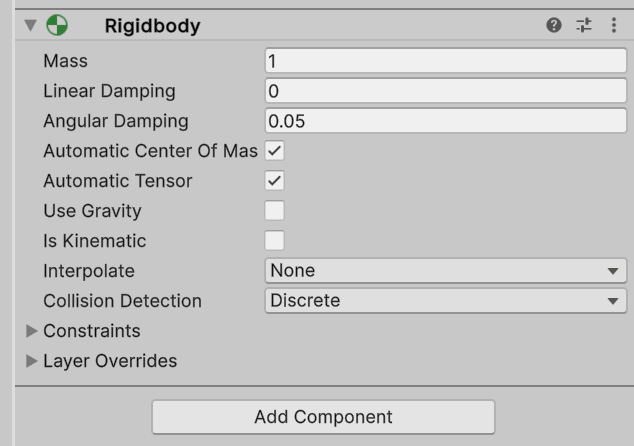 Rigidbody
Mass 1
Linear Damping 0
Angular Damping 0.05
Automatic Center Of Mas
Automatic Tensor
Use Gravity
Is Kinematic
Interpolate None
Collision Detection Discrete
Constraints
Layer Overrides
Add Component